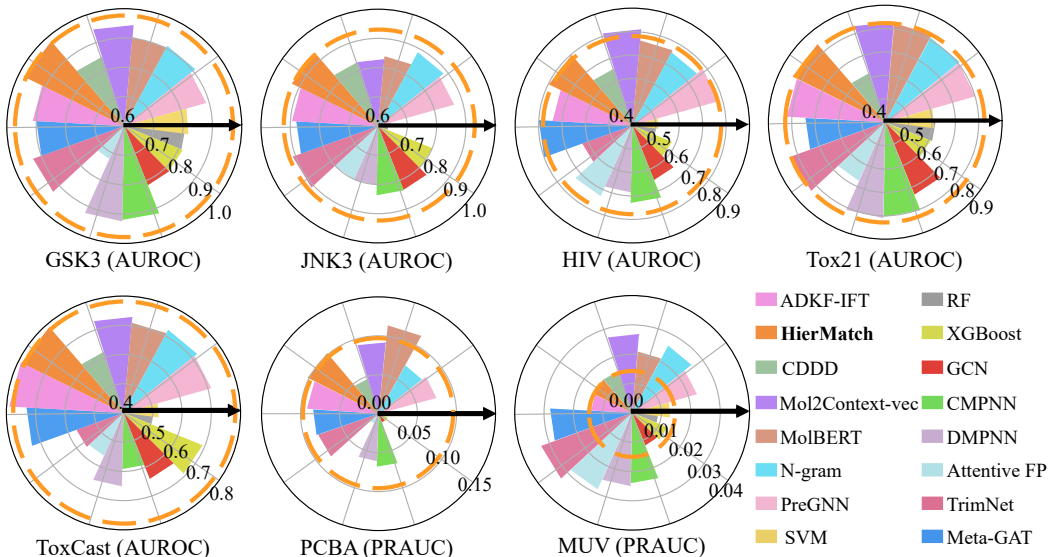 0.6
0.7
0.8
0.9
1.0
GSK3 (AUROC)
0.6
0.7
0.8
0.9
1.0
JNK3 (AUROC)
0.4
0.5
0.6
0.7
0.8
0.9
HIV (AUROC)
0.4
0.5
0.6
0.7
0.8
0.9
Tox21 (AUROC)
0.4
0.5
0.6
0.7
0.8
ToxCast (AUROC)
0.00
0.05
0.10
0.15
PCBA (PRAUC)
0.00
0.01
0.02
0.03
0.04
MUV (PRAUC)
ADKF-IFT
HierMatch
CDDD
Mol2Context-vec
MolBERT
N-gram
PreGNN
SVM
RF
XGBoost
GCN
CMPNN
DMPNN
Attentive FP
TrimNet
Meta-GAT